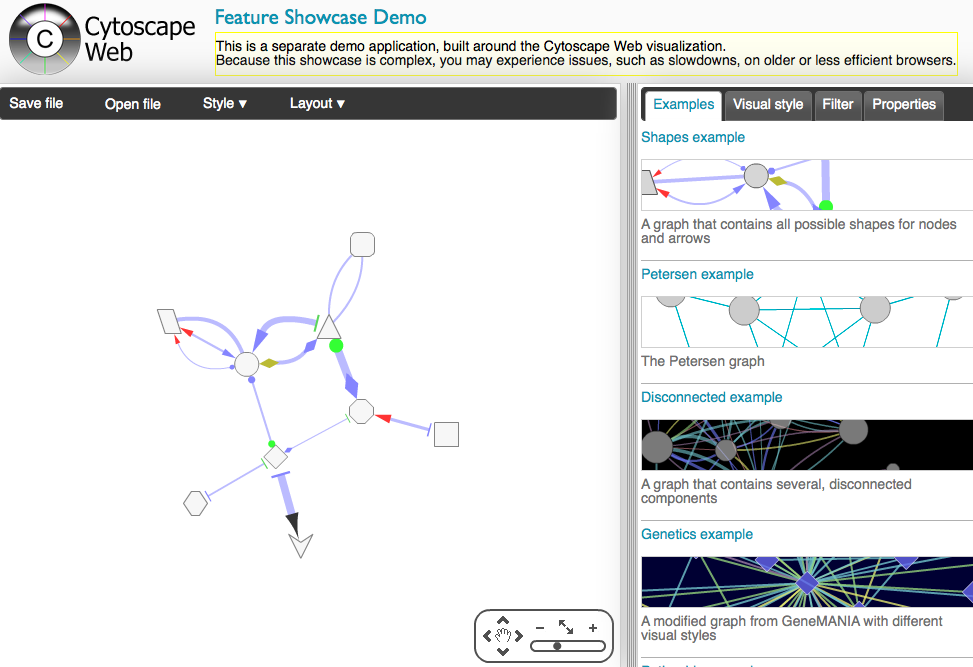 C
Cytoscape
Web
Feature Showcase Demo
This is a separate demo application, built around the Cytoscape Web visualization.
Because this showcase is complex, you may experience issues, such as slowdowns, on older or less efficient browsers.
Save file
Open file
Style ▾
Layout ▾
Examples
Visual style
Filter
Properties
Shapes example
A graph that contains all possible shapes for nodes
and arrows
Petersen example
The Petersen graph
Disconnected example
A graph that contains several, disconnected
components
Genetics example
A modified graph from GeneMANIA with different
visual styles